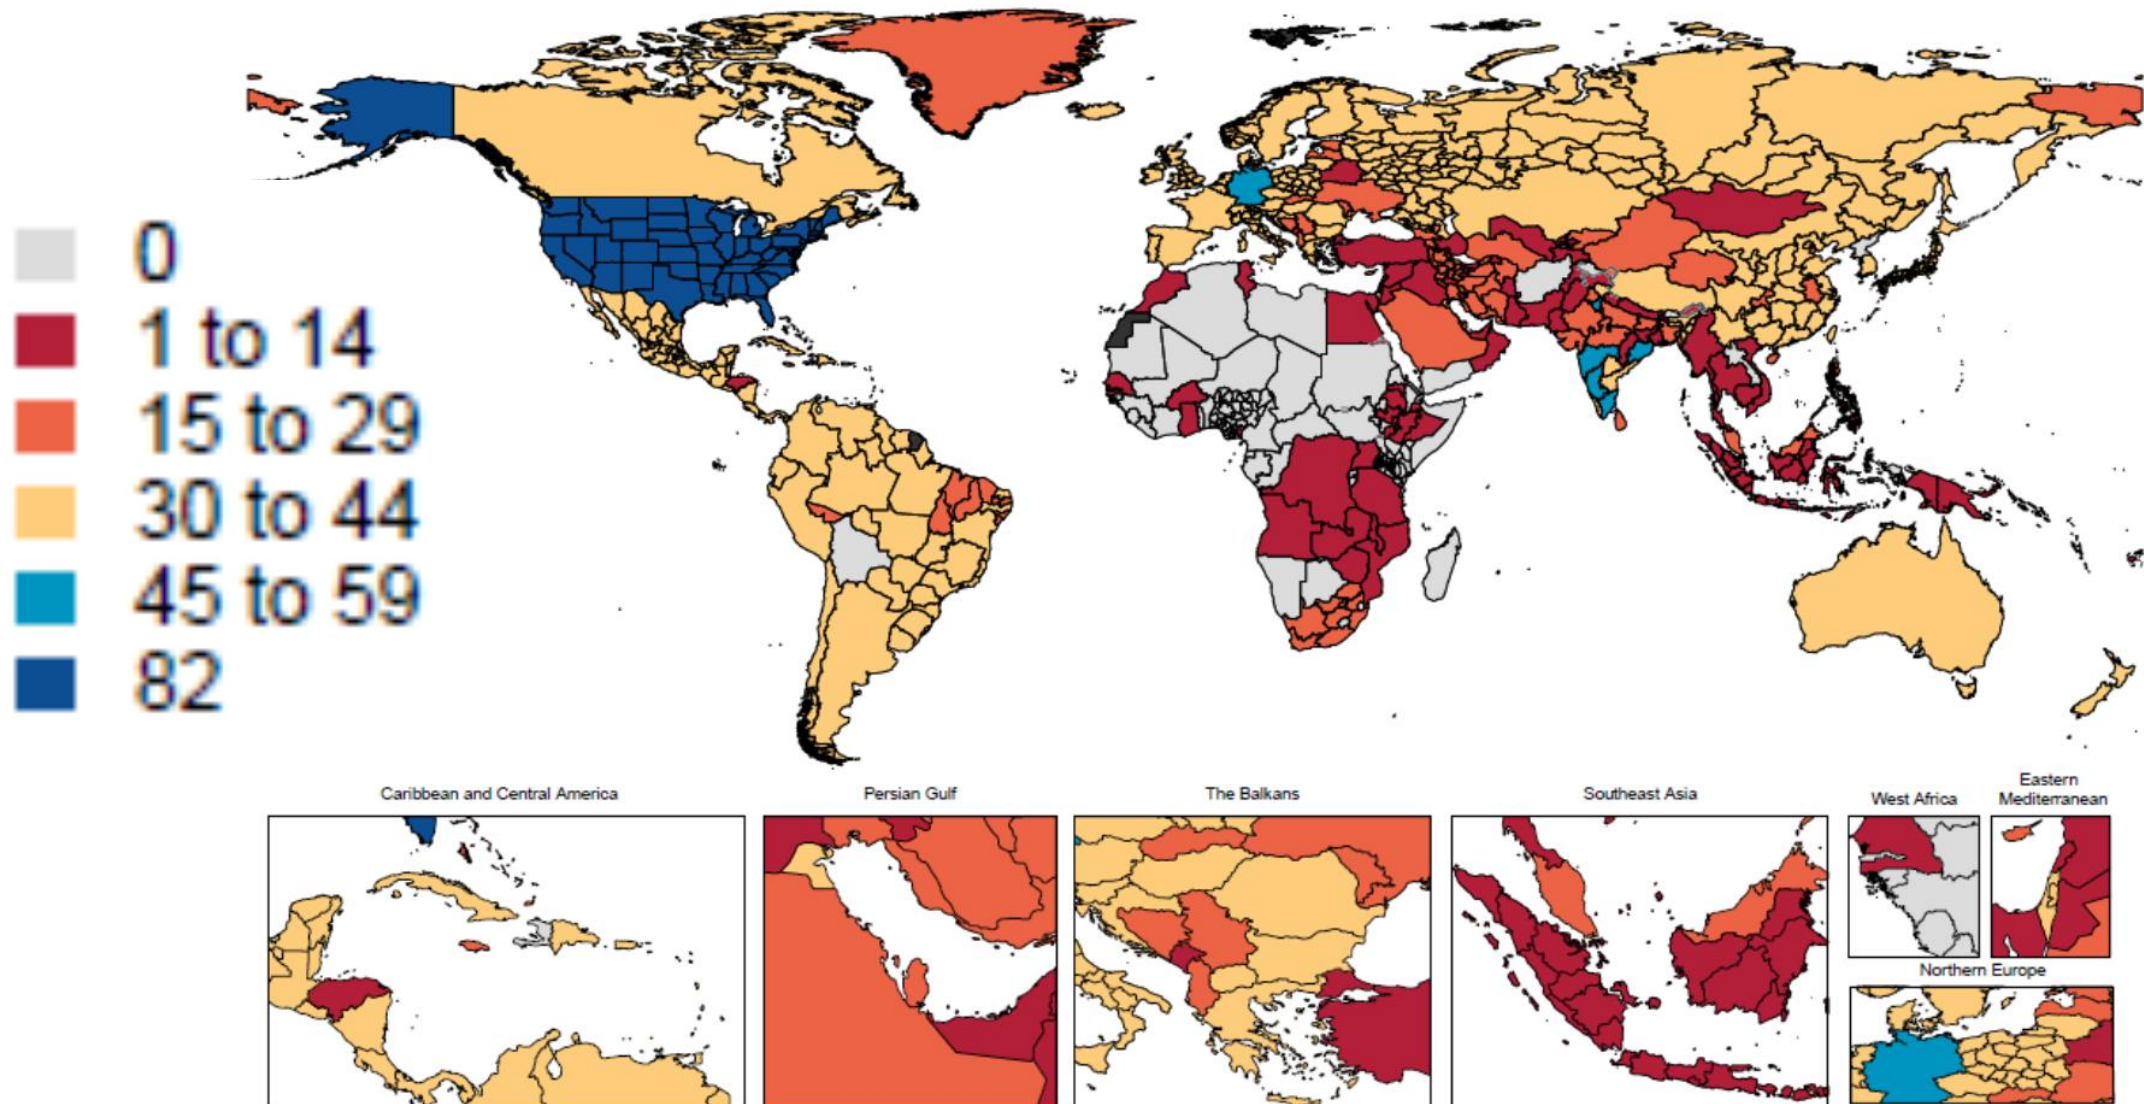 0
1 to 14
15 to 29
30 to 44
45 to 59
82
Caribbean and Central America
Persian Gulf
The Balkans
Southeast Asia
West Africa
Eastern
Mediterranean
Northern Europe